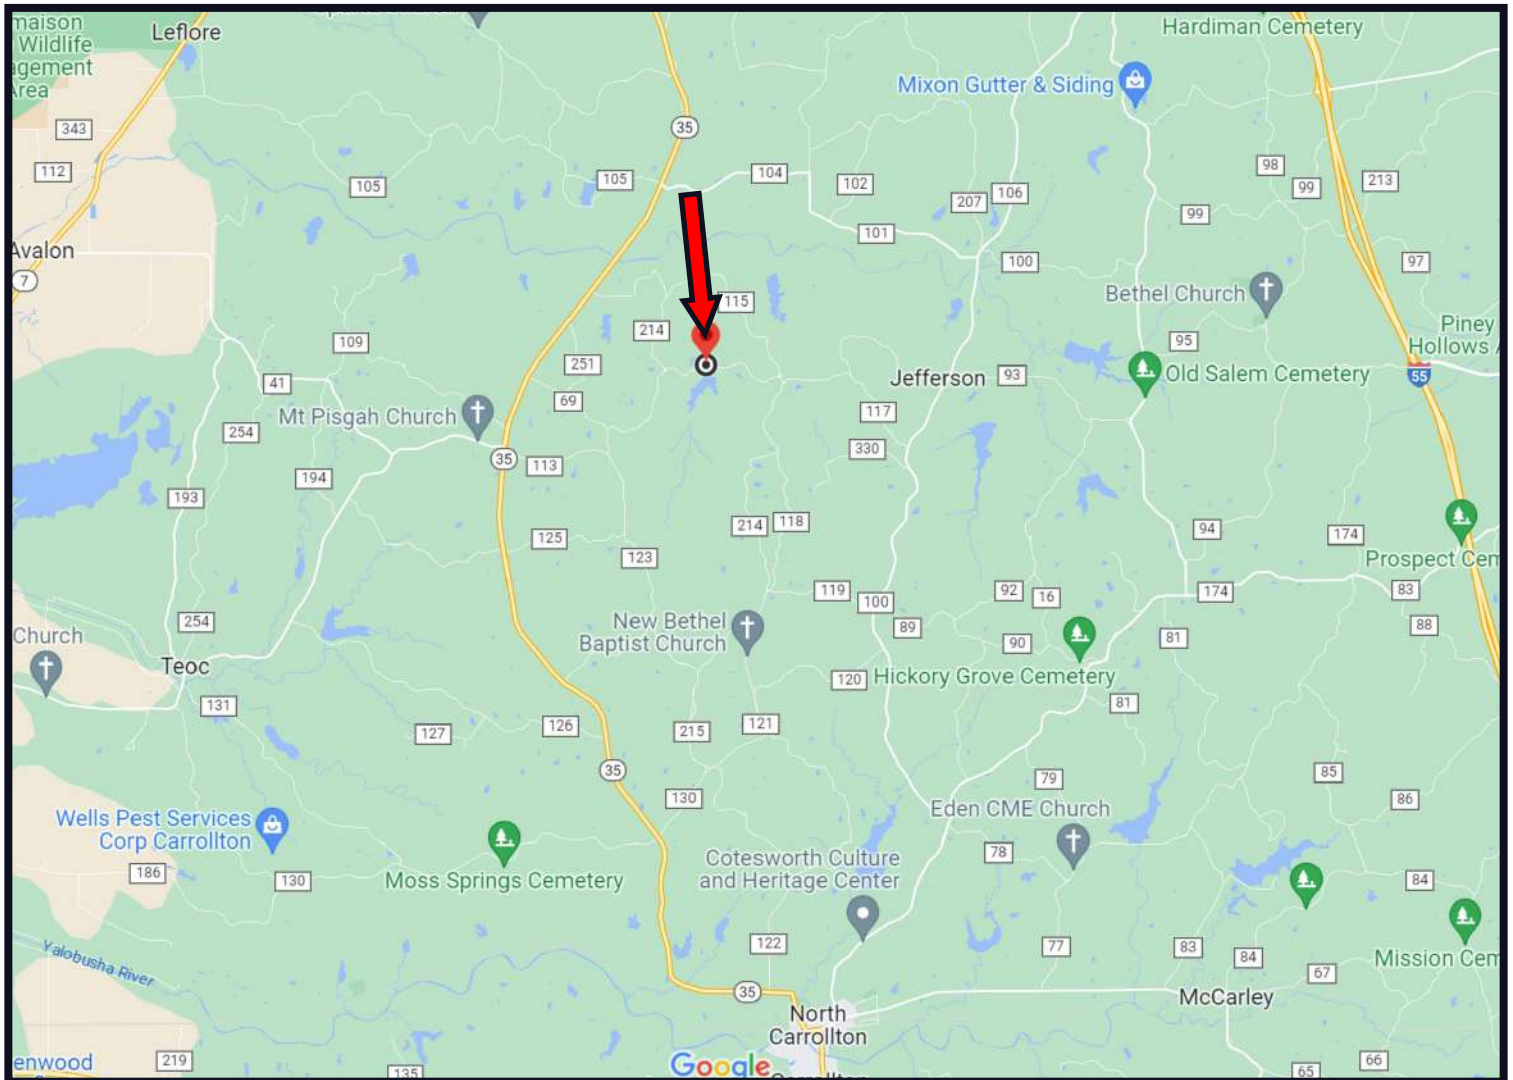 maison
Wildlife
agement
Area
Leflore
Hardiman Cemetery
Mixon Gutter & Siding
35
343
112
105
105
104
102
98
99
213
207
106
99
101
Avalon
100
97
7
Bethel Church
115
214
Piney
Hollows
109
95
251
55
41
Jefferson
93
Old Salem Cemetery
69
Mt Pisgah Church
117
254
330
35
113
194
193
214
118
94
174
125
123
Prospect Cem
119
100
92
16
174
83
254
New Bethel
Baptist Church
89
88
Church
90
81
Teoc
120
Hickory Grove Cemetery
131
81
127
126
215
121
35
79
85
130
86
Wells Pest Services
Corp Carrollton
Eden CME Church
78
Cotesworth Culture
and Heritage Center
186
130
Moss Springs Cemetery
84
122
77
83
84
Yalobusha River
67
Mission Cem
35
McCarley
North
Carrollton
enwood
219
135
Google
65
66